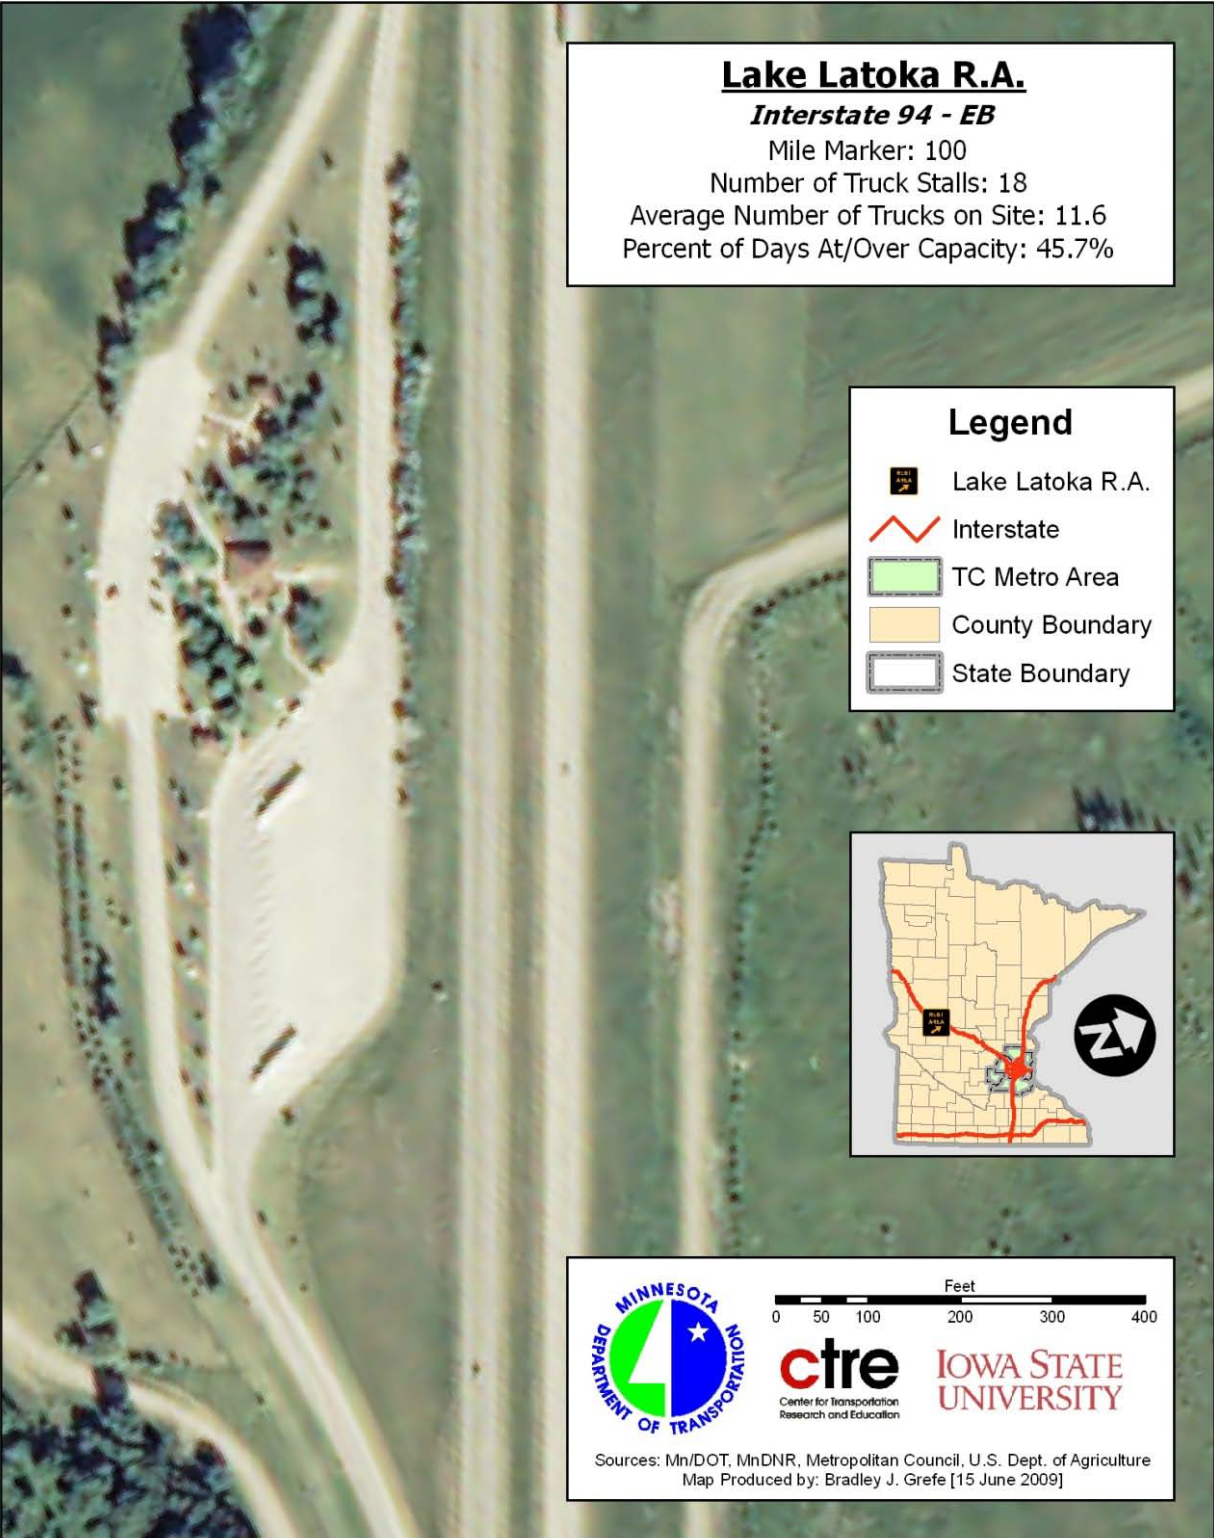 Lake Latoka R.A.
Interstate 94 - EB
Mile Marker: 100
Number of Truck Stalls: 18
Average Number of Trucks on Site: 11.6
Percent of Days At/Over Capacity: 45.7%
Legend
REST
AREA
Lake Latoka R.A.
Interstate
TC Metro Area
County Boundary
State Boundary
REST
AREA
N
MINNESOTA
DEPARTMENT OF TRANSPORTATION
Feet
0 50 100 200 300 400
ctre
Center for Transportation
Research and Education
IOWA STATE
UNIVERSITY
Sources: Mn/DOT, MnDNR, Metropolitan Council, U.S. Dept. of Agriculture
Map Produced by: Bradley J. Grefe [15 June 2009]